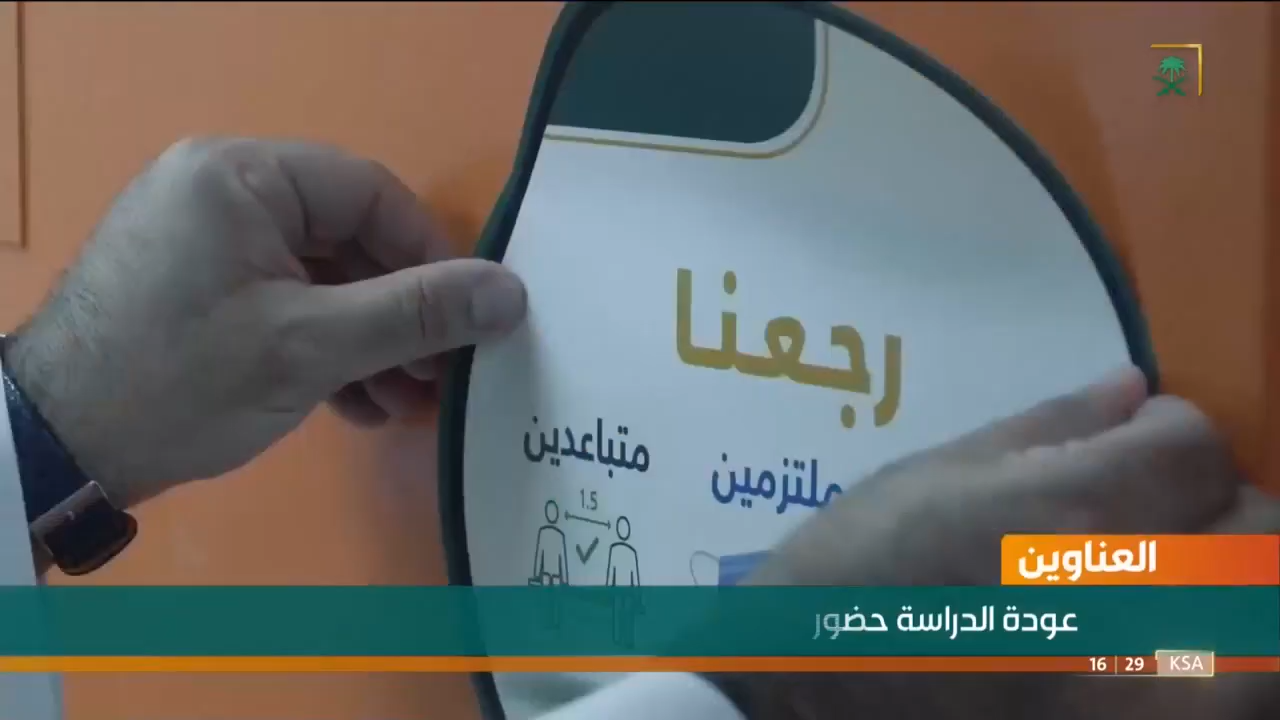 رجعنا
ملتزمين
متباعدين
1.5
العناوين
عودة الدراسة حضور
16 | 29 KSA